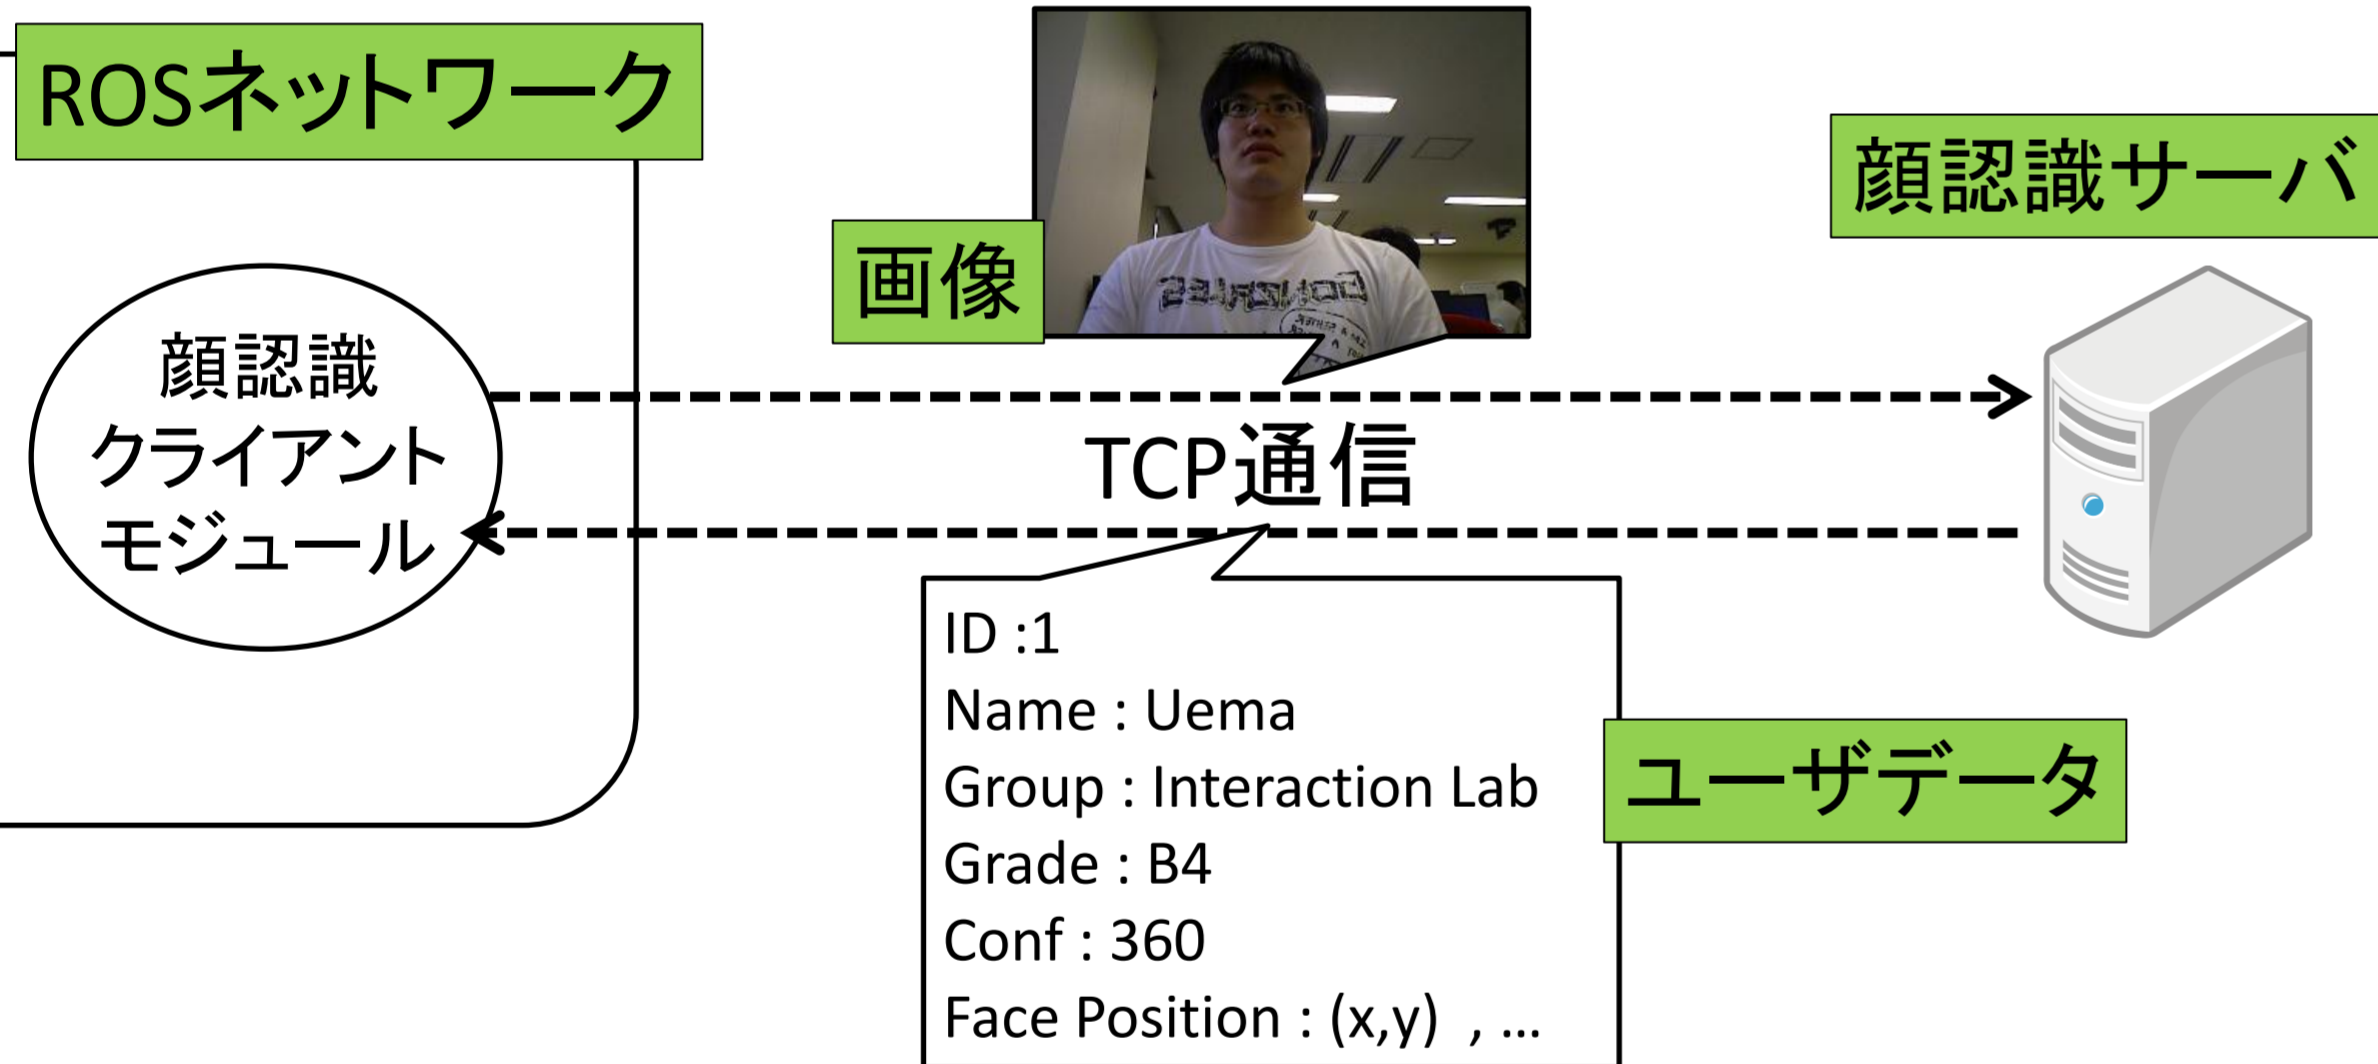 ROSネットワーク
画像
顔認識サーバ
顔認識
クライアント
モジュール
TCP通信
ID :1
Name : Uema
Group : Interaction Lab
Grade : B4
Conf : 360
Face Position : (x,y) , ...
ユーザデータ